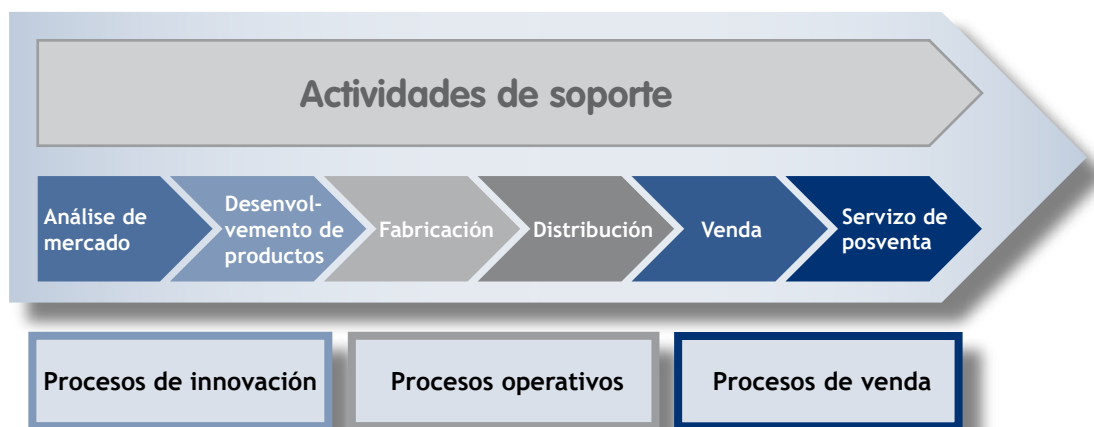 Actividades de soporte
Análise de
mercado
Desenvol-
vemento de
productos
Fabricación
Distribución
Venda
Servizo de
posventa
Procesos de innovación
Procesos operativos
Procesos de venda